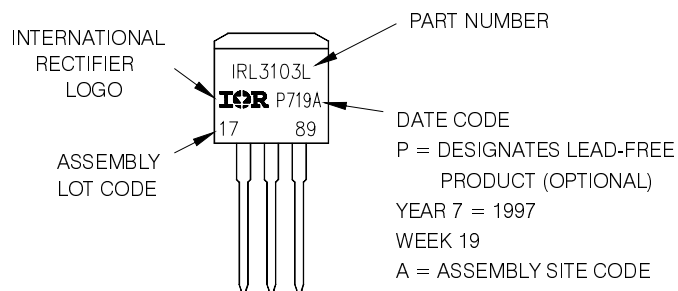 INTERNATIONAL
RECTIFIER
LOGO
ASSEMBLY
LOT CODE
IRL3103L
IOR P719A
17 89
PART NUMBER
DATE CODE
P = DESIGNATES LEAD-FREE
PRODUCT (OPTIONAL)
YEAR 7 = 1997
WEEK 19
A = ASSEMBLY SITE CODE